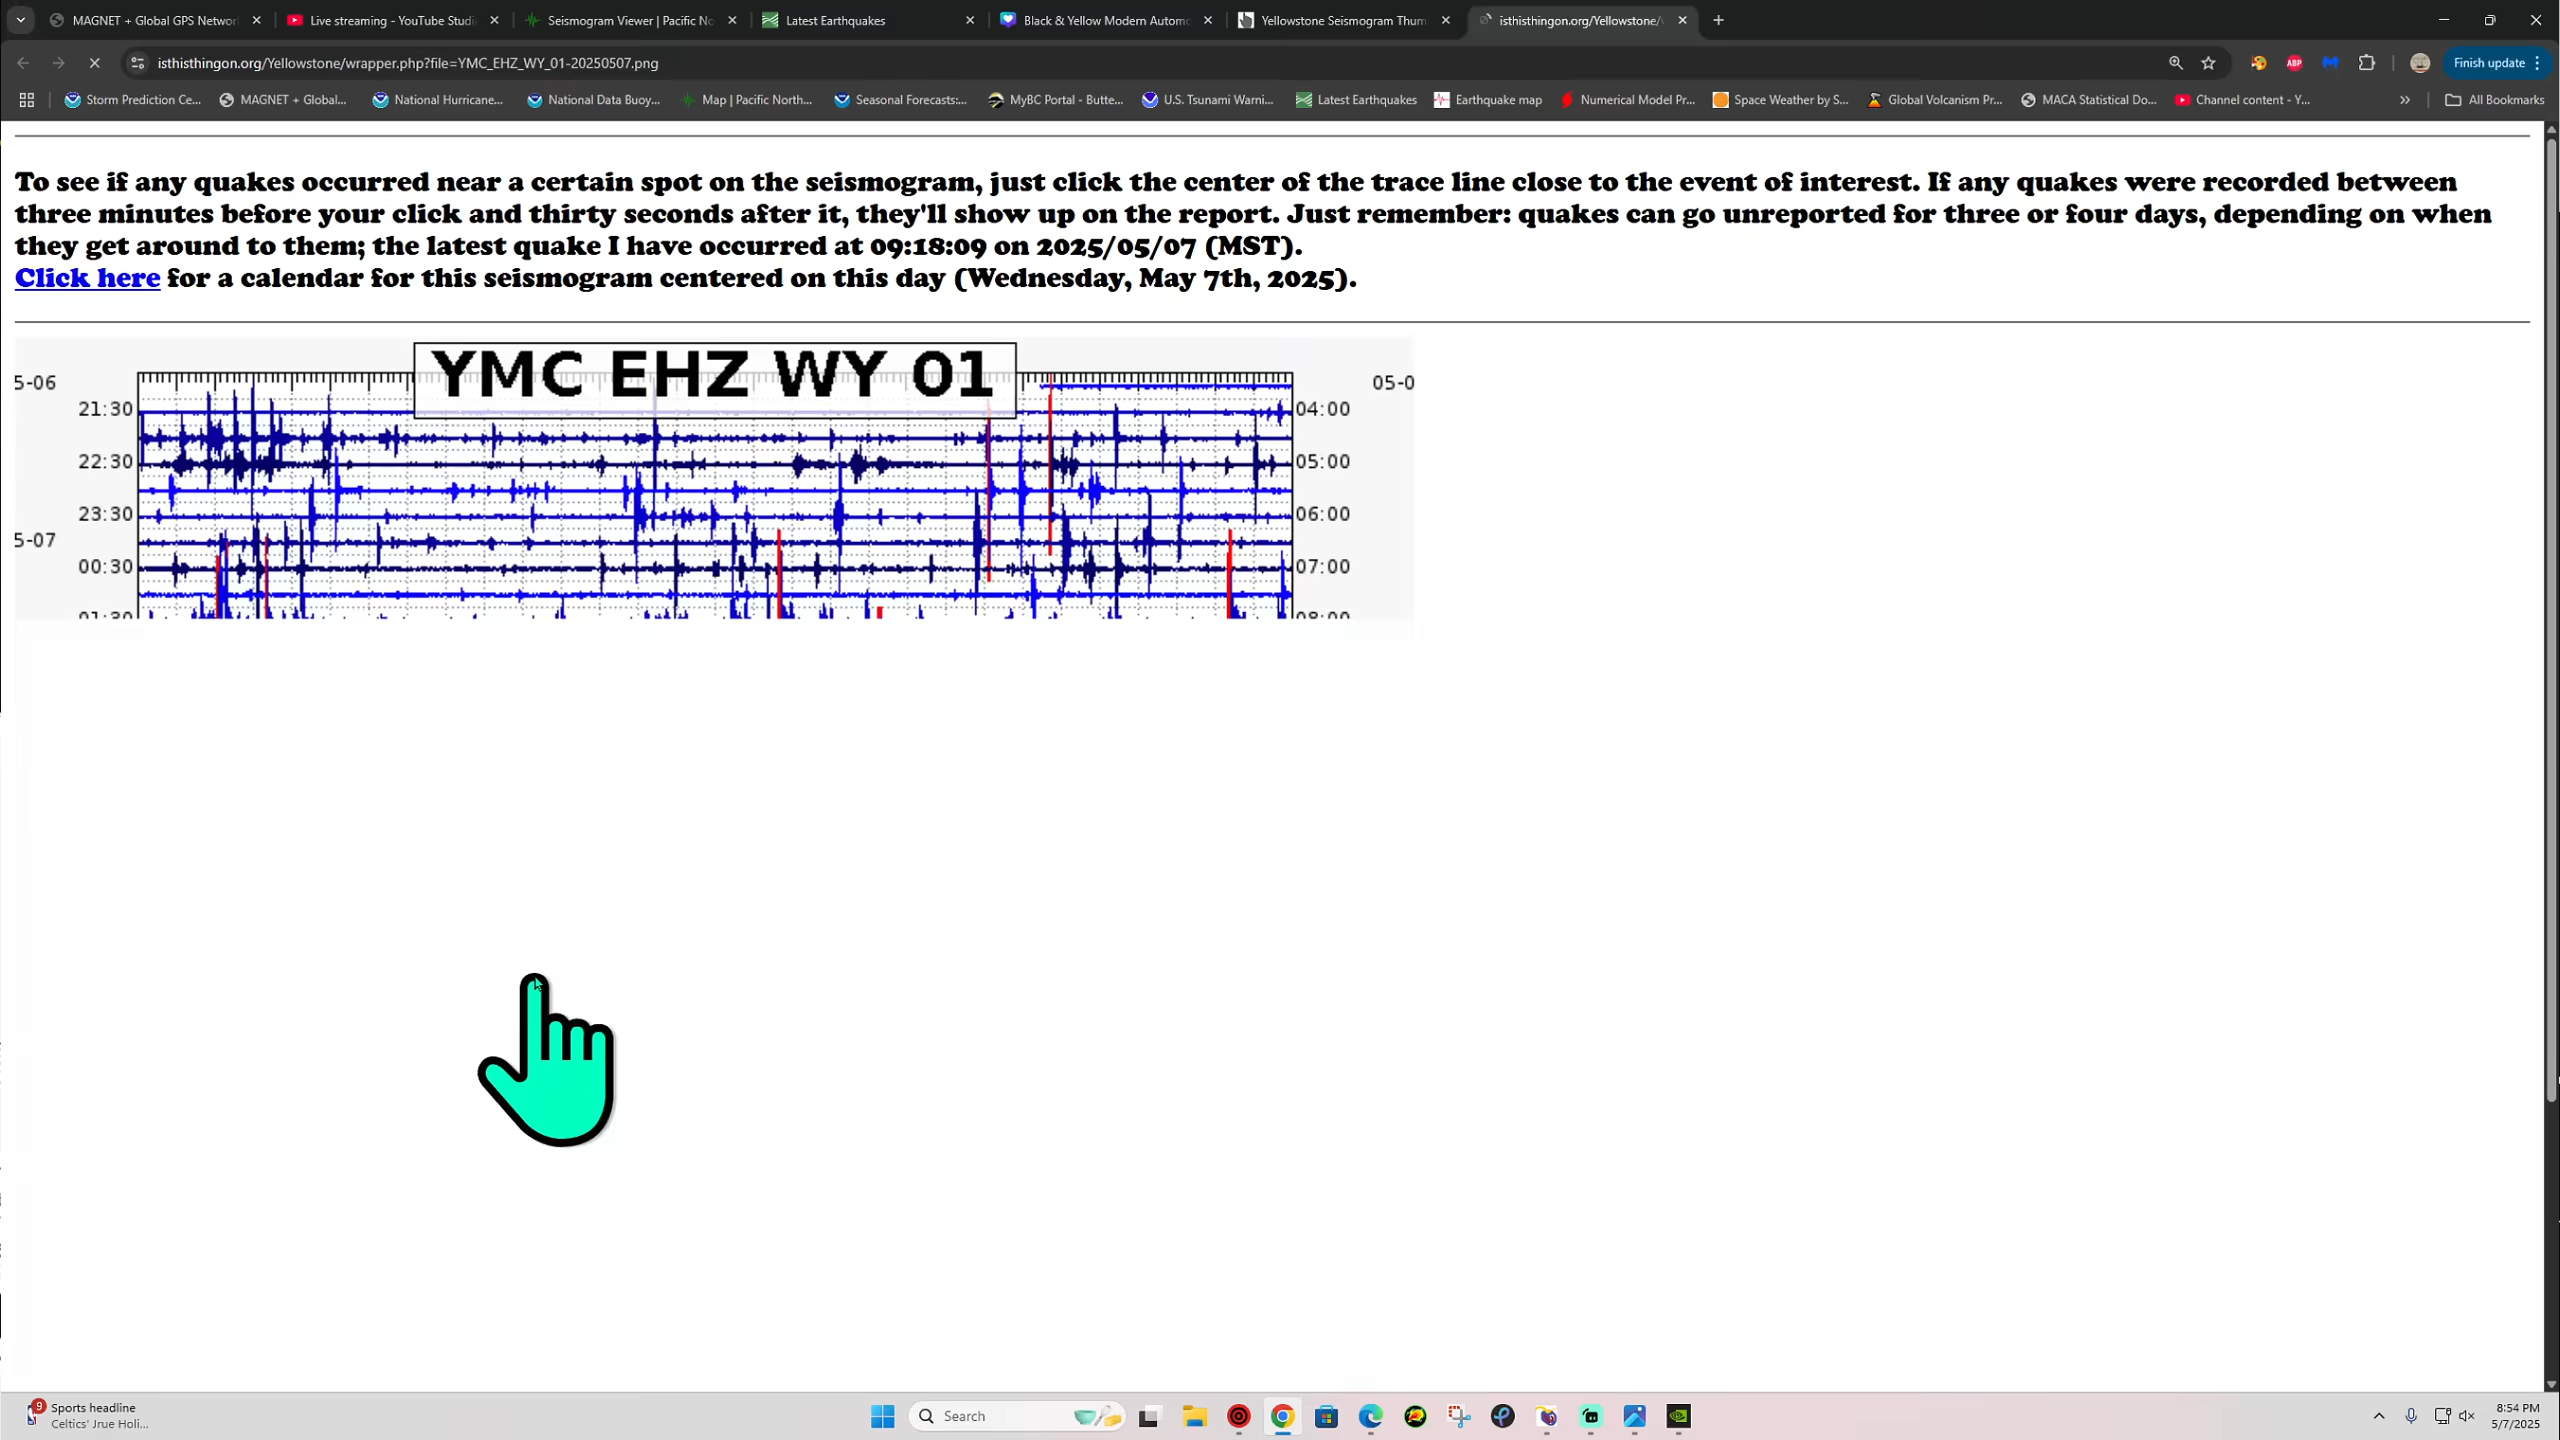 MAGNET + Global GPS Networ
Live streaming - YouTube Studi
Seismogram Viewer | Pacific No
Latest Earthquakes
Black & Yellow Modern Automo
Yellowstone Seismogram Thum
isthisthingon.org/Yellowstone/
isthisthingon.org/Yellowstone/wrapper.php?file=YMC_EHZ_WY_01-20250507.png
ABP
Finish update
Storm Prediction Ce...
MAGNET + Global...
National Hurricane...
National Data Buoy...
Map | Pacific North...
Seasonal Forecasts:...
MyBC Portal - Butte...
U.S. Tsunami Warni...
Latest Earthquakes
Earthquake map
Numerical Model Pr...
Space Weather by S...
Global Volcanism Pr...
MACA Statistical Do...
Channel content - Y...
All Bookmarks
To see if any quakes occurred near a certain spot on the seismogram, just click the center of the trace line close to the event of interest. If any quakes were recorded between
three minutes before your click and thirty seconds after it, they'll show up on the report. Just remember: quakes can go unreported for three or four days, depending on when
they get around to them; the latest quake I have occurred at 09:18:09 on 2025/05/07 (MST).
Click here for a calendar for this seismogram centered on this day (Wednesday, May 7th, 2025).
YMC EHZ WY 01
5-06
05-0
21:30
04:00
22:30
05:00
23:30
06:00
5-07
00:30
07:00
01:30
08:00
9
Sports headline
Celtics' Jrue Holi...
Search
8:54 PM
5/7/2025